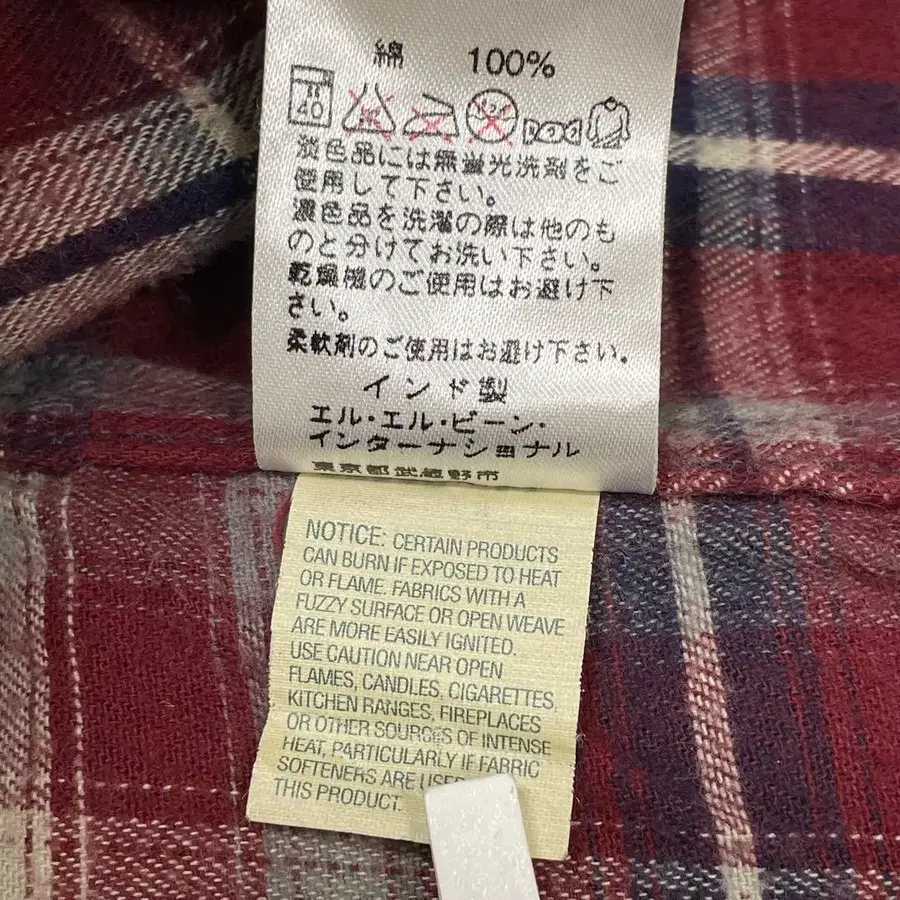 綿 100%
40
淡色品には無蛍光洗剤をご
使用して下さい。
濃色品を洗濯の際は他のも
のと分けてお洗い下さい。
乾燥機のご使用はお避け下
さい。
柔軟剤のご使用はお避け下さい。
インド製
エル・エル・ビーン・
インターナショナル
東京都武蔵野市
NOTICE: CERTAIN PRODUCTS
CAN BURN IF EXPOSED TO HEAT
OR FLAME. FABRICS WITH A
FUZZY SURFACE OR OPEN WEAVE
ARE MORE EASILY IGNITED.
USE CAUTION NEAR OPEN
FLAMES, CANDLES, CIGARETTES,
KITCHEN RANGES, FIREPLACES
OR OTHER SOURCES OF INTENSE
HEAT, PARTICULARLY IF FABRIC
SOFTENERS ARE USED
THIS PRODUCT.